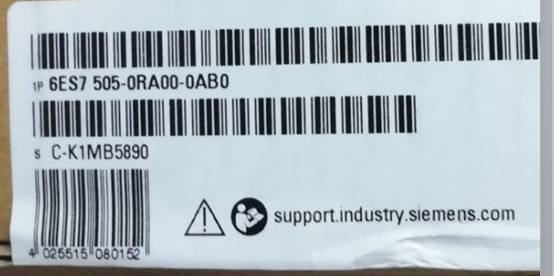 1P 6ES7 505-0RA00-0AB0
S C-K1MB5890
support.industry.siemens.com
4 025515 080152